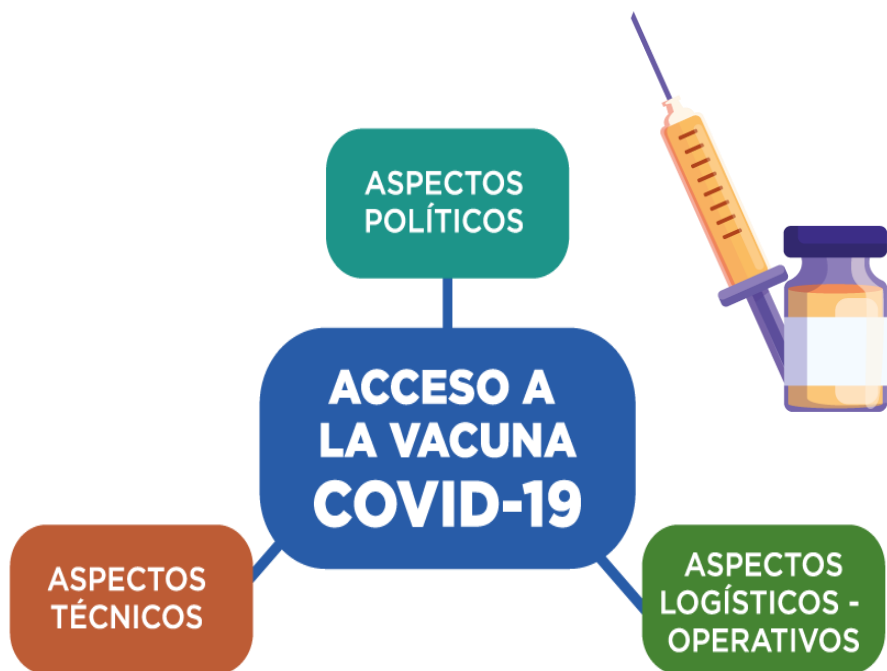 ASPECTOS
POLÍTICOS
ACCESO A
LA VACUNA
COVID-19
ASPECTOS
TÉCNICOS
ASPECTOS
LOGÍSTICOS -
OPERATIVOS